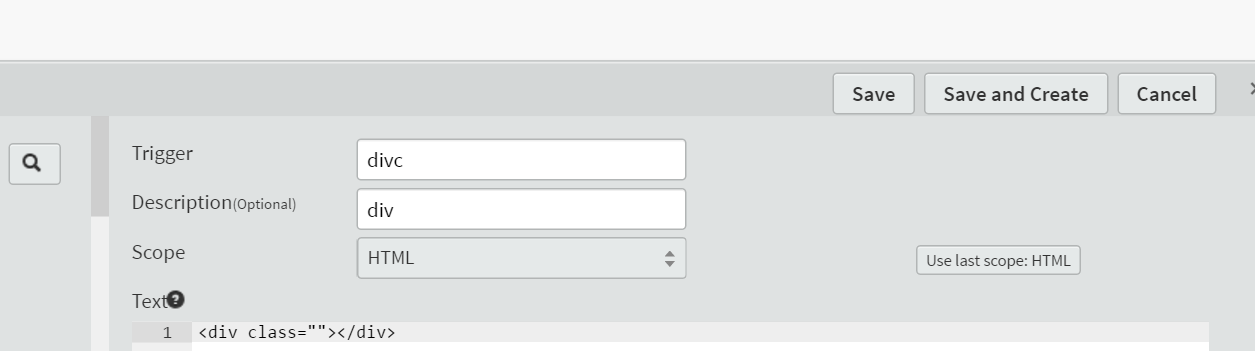 Save Save and Create Cancel
Trigger divc
Description(Optional) div
Scope HTML Use last scope: HTML
Text?
1 <div class=""></div>